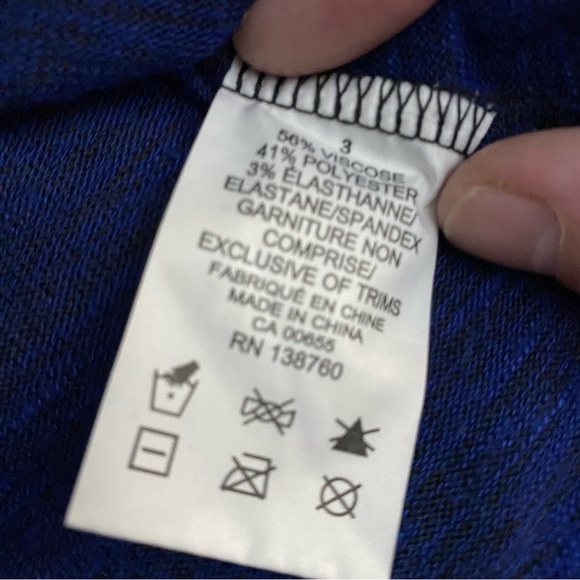 3
56% VISCOSE
41% POLYESTER
3% ÉLASTHANNE/
ELASTANE/SPANDEX
GARNITURE NON
COMPRISE/
EXCLUSIVE OF TRIMS
FABRIQUÉ EN CHINE
MADE IN CHINA
CA 00655
RN 138760